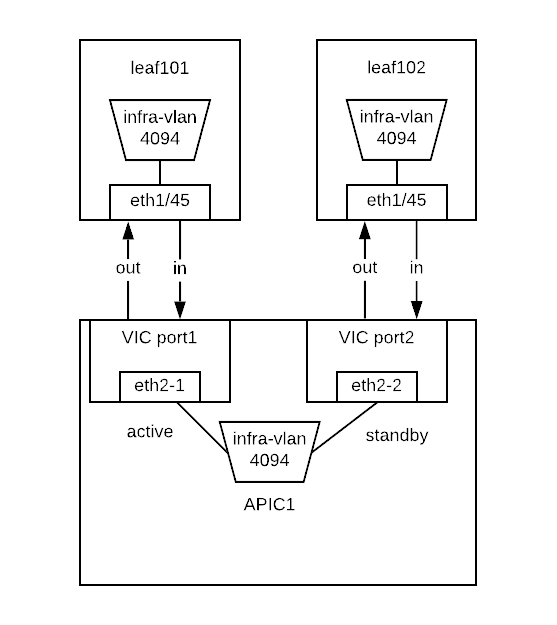 leaf101
infra-vlan
4094
eth1/45
leaf102
infra-vlan
4094
eth1/45
out
in
out
in
VIC port1
eth2-1
VIC port2
eth2-2
active
standby
infra-vlan
4094
APIC1